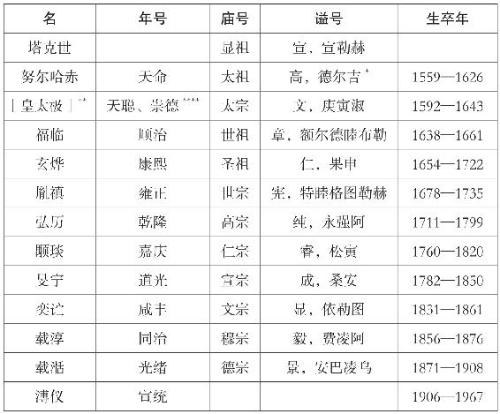 名 年号 庙号 谥号 生卒年
塔克世 显祖 宣，宣勒赫
努尔哈赤 天命 太祖 高，德尔吉* 1559—1626
[皇太极]** 天聪、崇德*** 太宗 文，庚寅淑 1592—1643
福临 顺治 世祖 章，额尔德睦布勒 1638—1661
玄烨 康熙 圣祖 仁，果申 1654—1722
胤禛 雍正 世宗 宪，特睦格图勒赫 1678—1735
弘历 乾隆 高宗 纯，永强阿 1711—1799
颙琰 嘉庆 仁宗 睿，松寅 1760—1820
旻宁 道光 宣宗 成，桑安 1782—1850
奕詝 咸丰 文宗 显，依勒图 1831—1861
载淳 同治 穆宗 毅，费凌阿 1856—1876
载湉 光绪 德宗 景，安巴凌乌 1871—1908
溥仪 宣统 1906—1967